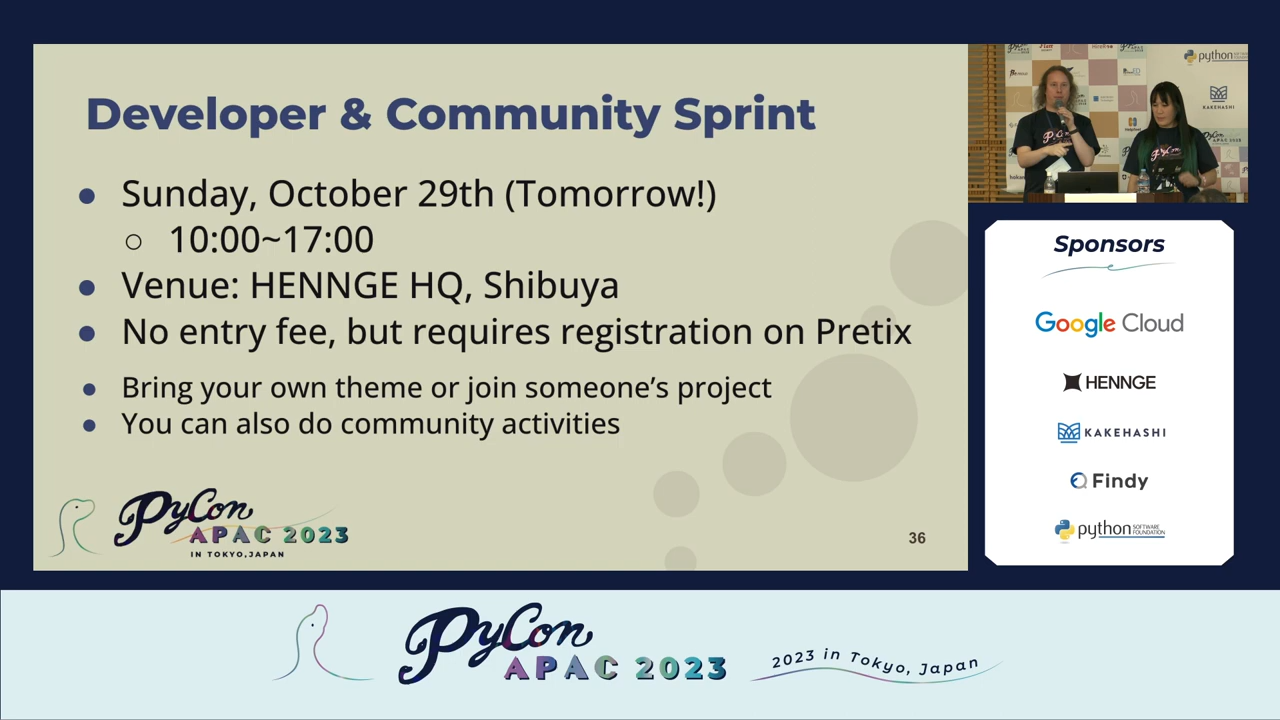 Developer & Community Sprint
● Sunday, October 29th (Tomorrow!)
○ 10:00~17:00
● Venue: HENNGE HQ, Shibuya
● No entry fee, but requires registration on Pretix
● Bring your own theme or join someone’s project
● You can also do community activities
PyCon
APAC 2023
IN TOKYO,JAPAN
36
python
KAKEHASHI
Sponsors
Google Cloud
HENNGE
KAKEHASHI
Findy
python SOFTWARE
FOUNDATION
PyCon
APAC 2023
2023 in Tokyo, Japan